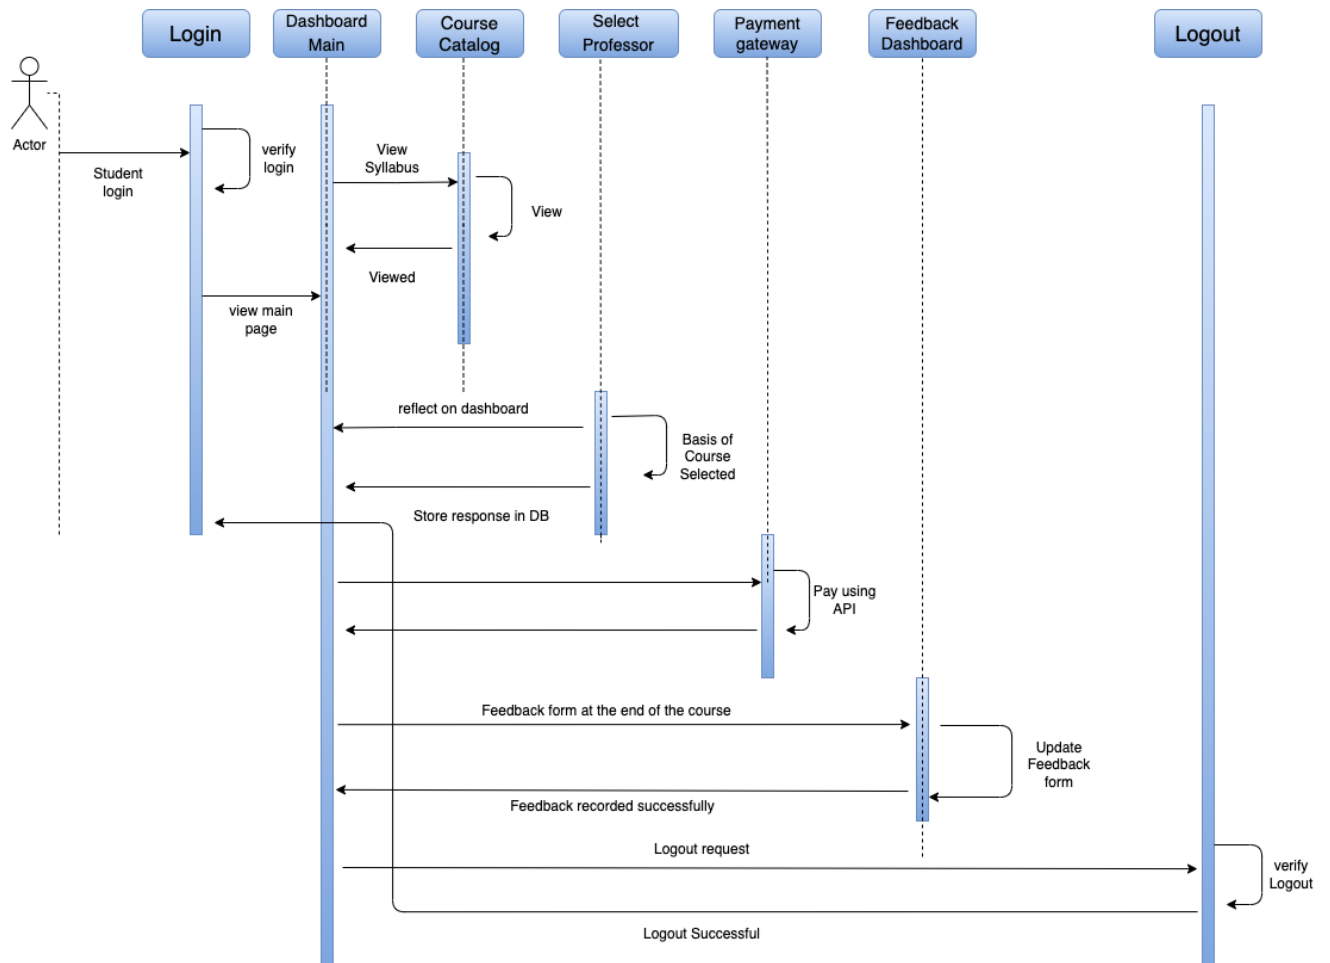 Login
Dashboard
Main
Course
Catalog
Select
Professor
Payment
gateway
Feedback
Dashboard
Logout
Actor
Student
login
verify
login
View
Syllabus
View
Viewed
view main
page
reflect on dashboard
Basis of
Course
Selected
Store response in DB
Pay using
API
Feedback form at the end of the course
Update
Feedback
form
Feedback recorded successfully
Logout request
verify
Logout
Logout Successful